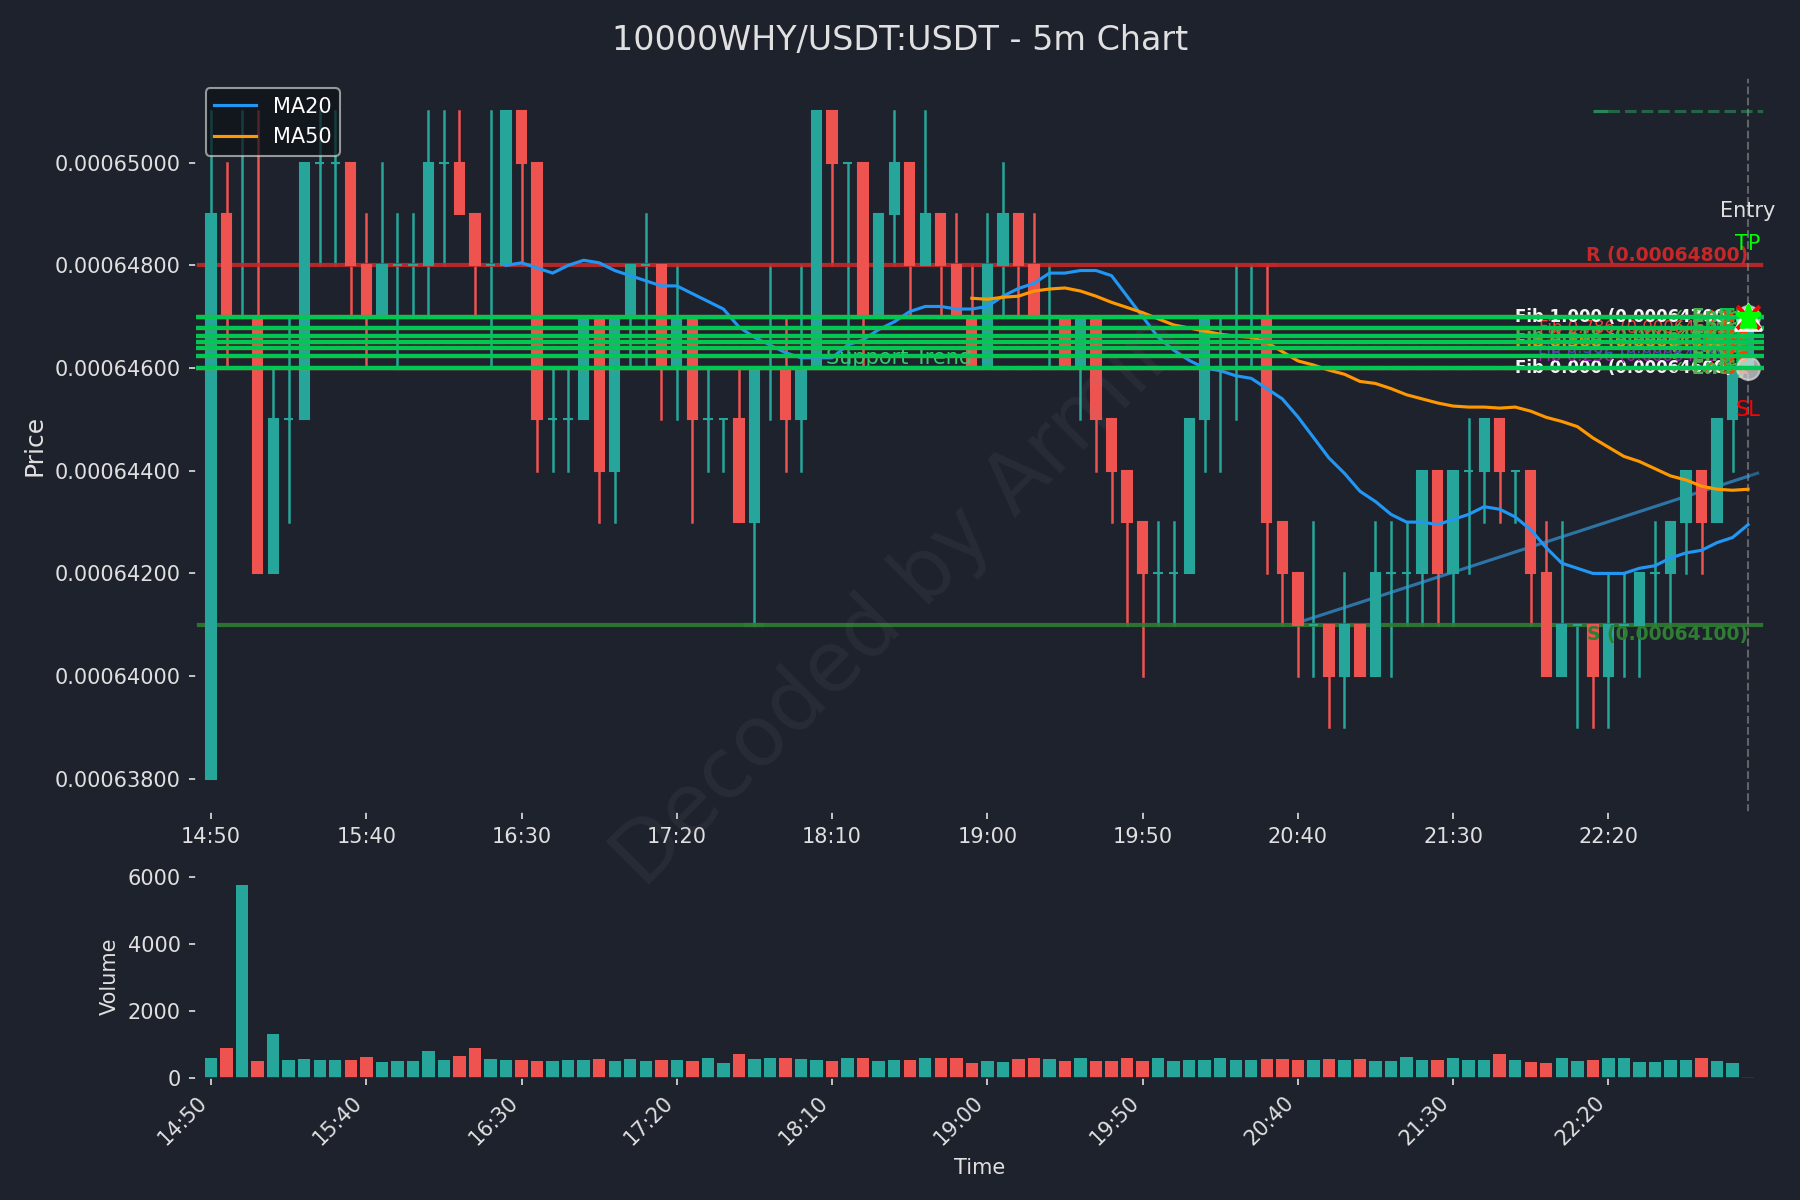 10000WHY/USDT:USDT - 5m Chart
MA20
MA50
0.00065000
0.00064800
0.00064600
0.00064400
0.00064200
0.00064000
0.00063800
Price
Entry
TP
R (0.00064800)
Fib 1.000 (0.00064700)
Support Trend
Fib 0.000 (0.00064600)
SL
S (0.00064100)
Decoded by Armin
14:50
15:40
16:30
17:20
18:10
19:00
19:50
20:40
21:30
22:20
6000
4000
2000
0
Volume
14:50
15:40
16:30
17:20
18:10
19:00
19:50
20:40
21:30
22:20
Time